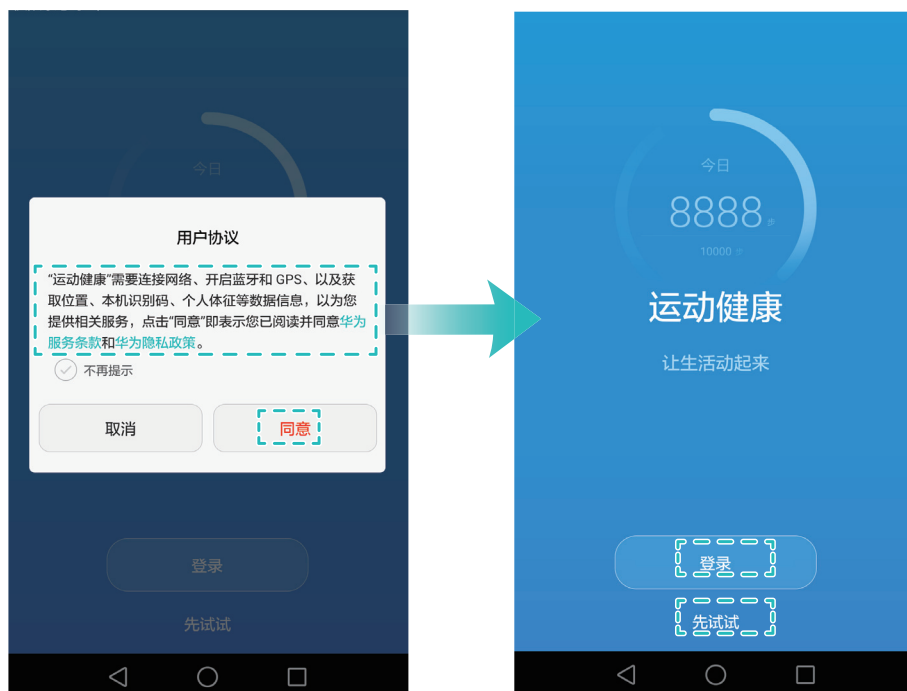 今日
用户协议
“运动健康”需要连接网络、开启蓝牙和 GPS、以及获
取位置、本机识别码、个人体征等数据信息，以为您
提供相关服务，点击“同意”即表示您已阅读并同意华为
服务条款和华为隐私政策。
不再提示
取消
同意
登录
先试试
今日
8888 步
10000 步
运动健康
让生活动起来
登录
先试试